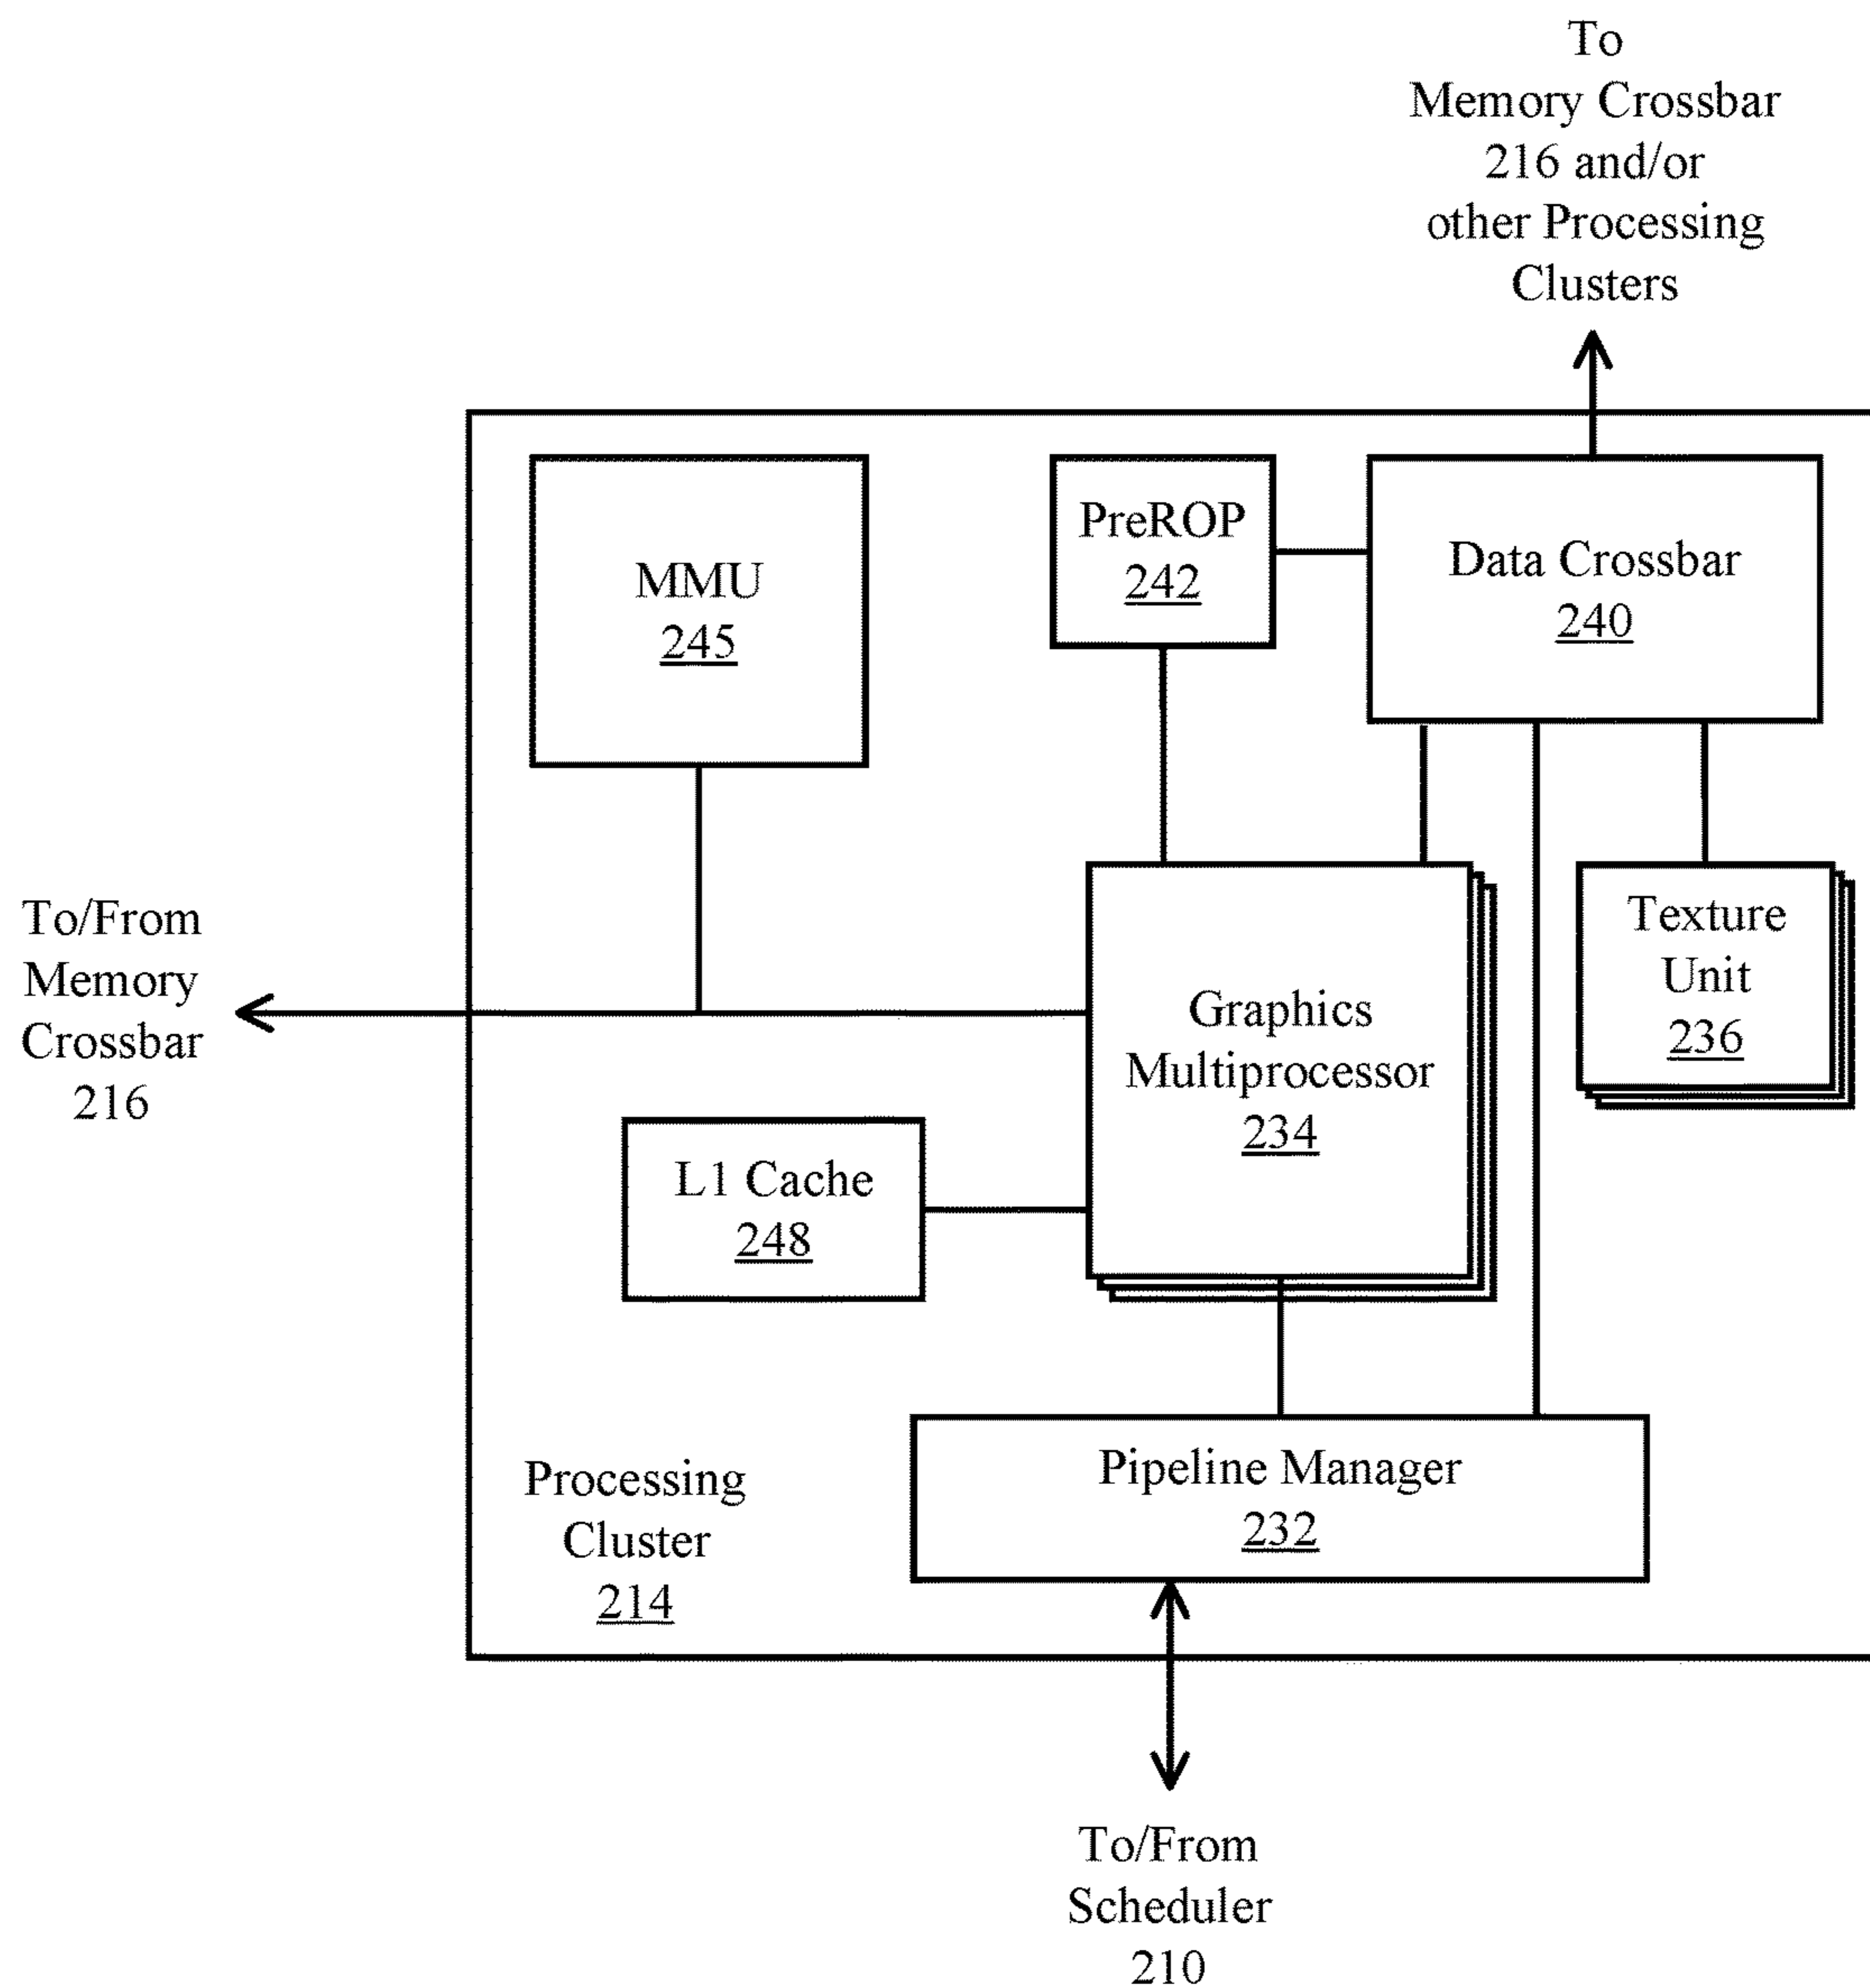 To
Memory Crossbar
216 and/or
other Processing
Clusters
MMU
245
PreROP
242
Data Crossbar
240
To/From
Memory
Crossbar
216
Graphics
Multiprocessor
234
Texture
Unit
236
L1 Cache
248
Processing
Cluster
214
Pipeline Manager
232
To/From
Scheduler
210